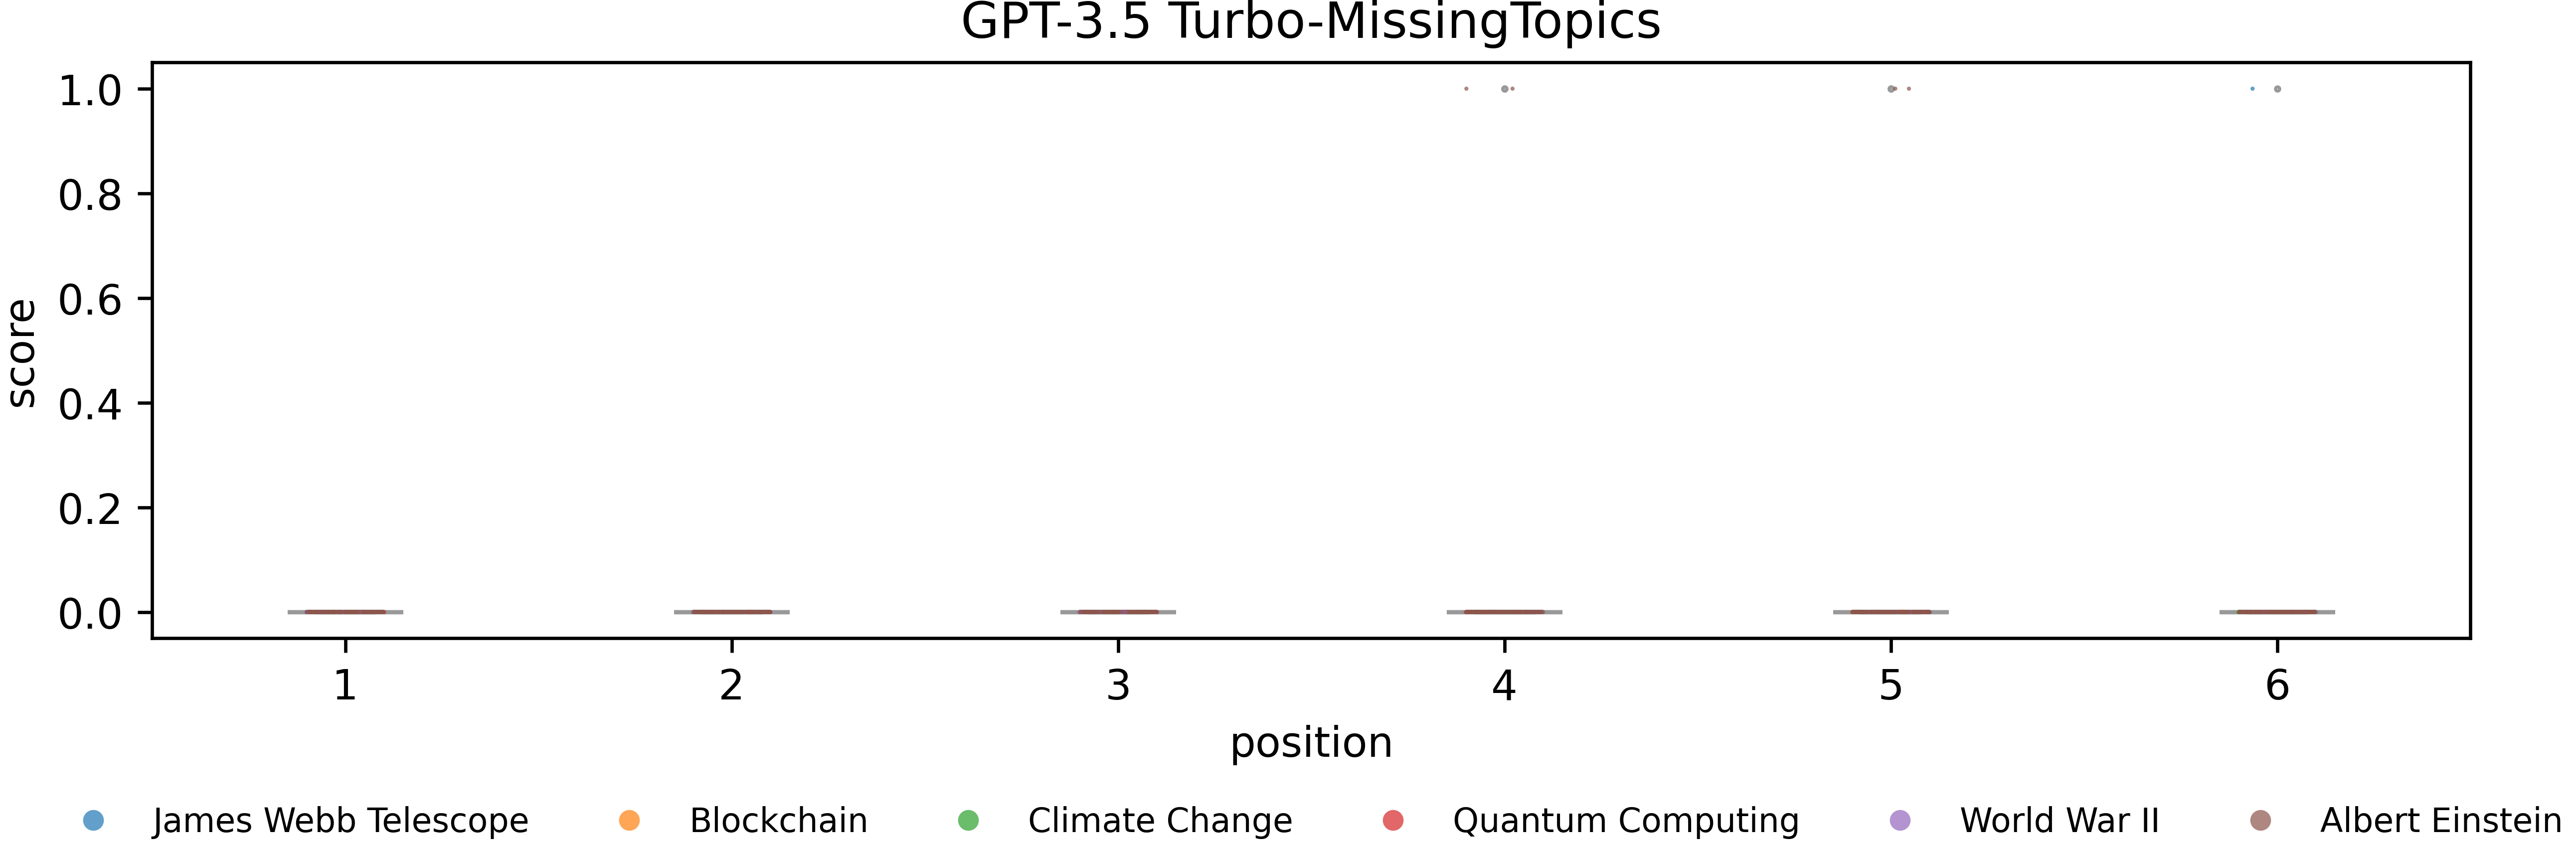 GPT-3.5 Turbo-MissingTopics
1.0
0.8
0.6
0.4
0.2
0.0
score
1 2 3 4 5 6
position
James Webb Telescope Blockchain Climate Change Quantum Computing World War II Albert Einstein